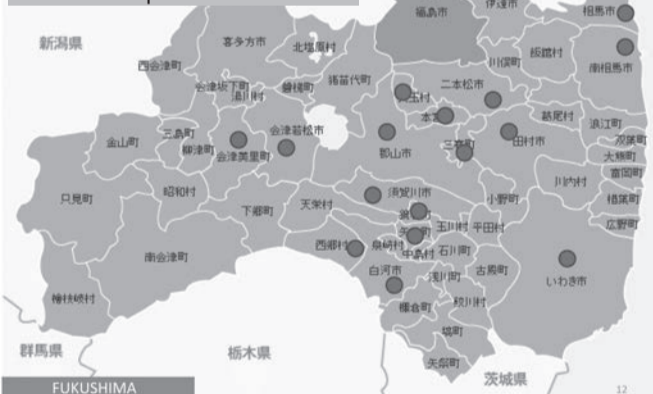 福島市
伊達市
相馬市
新潟県
喜多方市
北塩原村
川俣町
飯舘村
南相馬市
西会津町
猪苗代町
二本松市
会津坂下町
湯川村
磐梯町
葛尾村
浪江町
双葉町
金山町
三島町
柳津町
会津美里町
会津若松市
郡山市
田村市
大熊町
富岡町
川内村
只見町
昭和村
下郷町
天栄村
須賀川市
小野町
楢葉町
広野町
玉川村
平田村
西郷村
泉崎村
中島村
石川町
南会津町
白河市
浅川町
古殿町
いわき市
檜枝岐村
棚倉町
鮫川村
塙町
矢祭町
群馬県
栃木県
茨城県
FUKUSHIMA
12